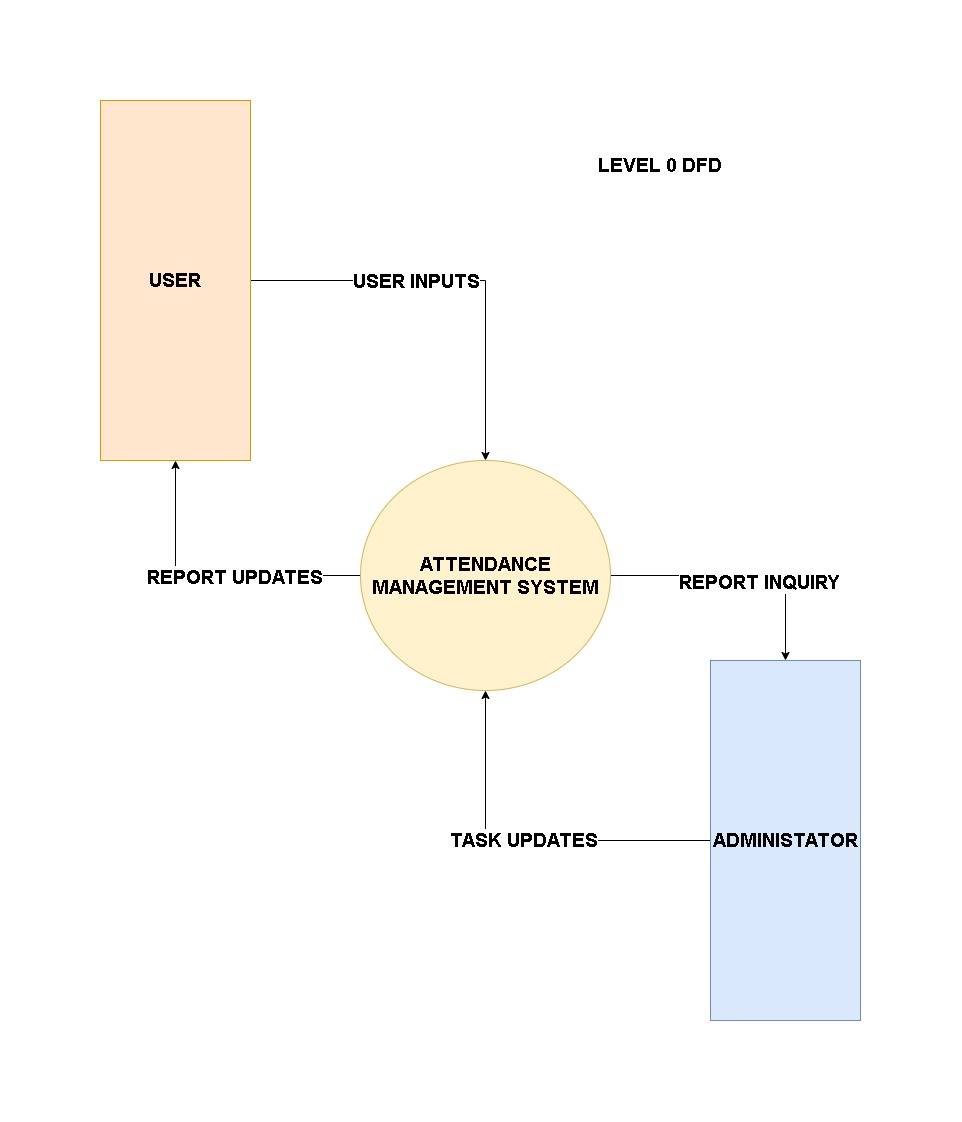 LEVEL 0 DFD
USER
USER INPUTS
ATTENDANCE
MANAGEMENT SYSTEM
REPORT UPDATES
REPORT INQUIRY
TASK UPDATES
ADMINISTATOR